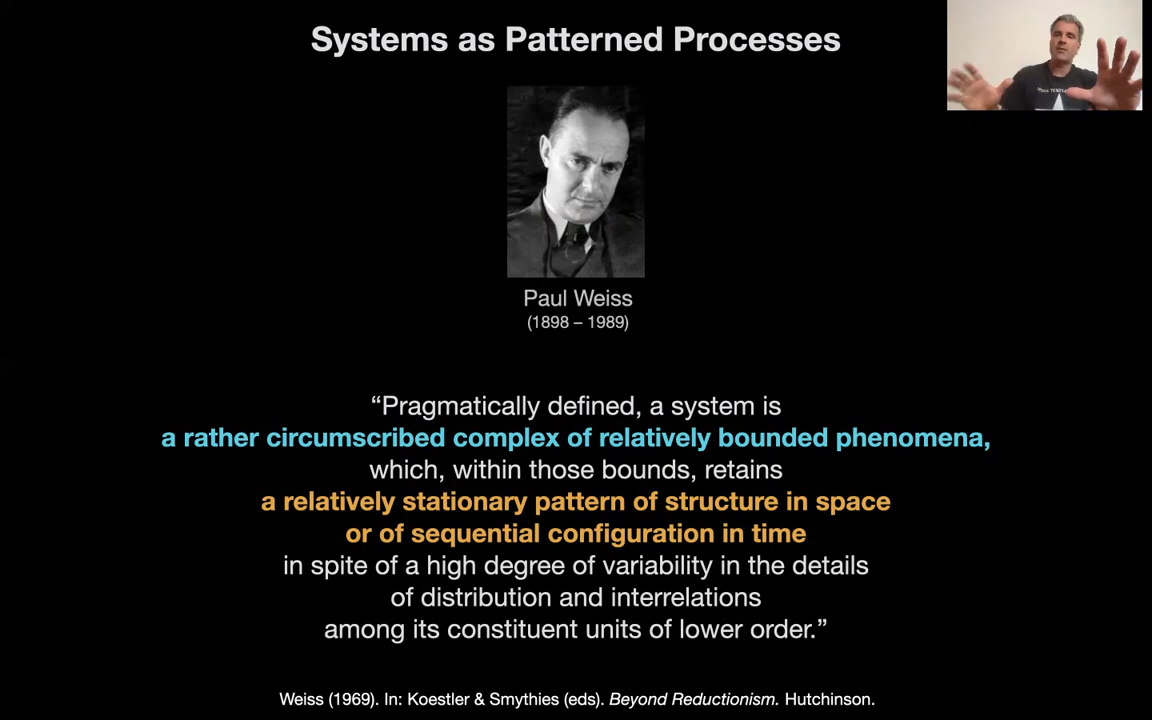 Systems as Patterned Processes
Paul Weiss
(1898 – 1989)
“Pragmatically defined, a system is
a rather circumscribed complex of relatively bounded phenomena,
which, within those bounds, retains
a relatively stationary pattern of structure in space
or of sequential configuration in time
in spite of a high degree of variability in the details
of distribution and interrelations
among its constituent units of lower order.”
Weiss (1969). In: Koestler & Smythies (eds). Beyond Reductionism. Hutchinson.